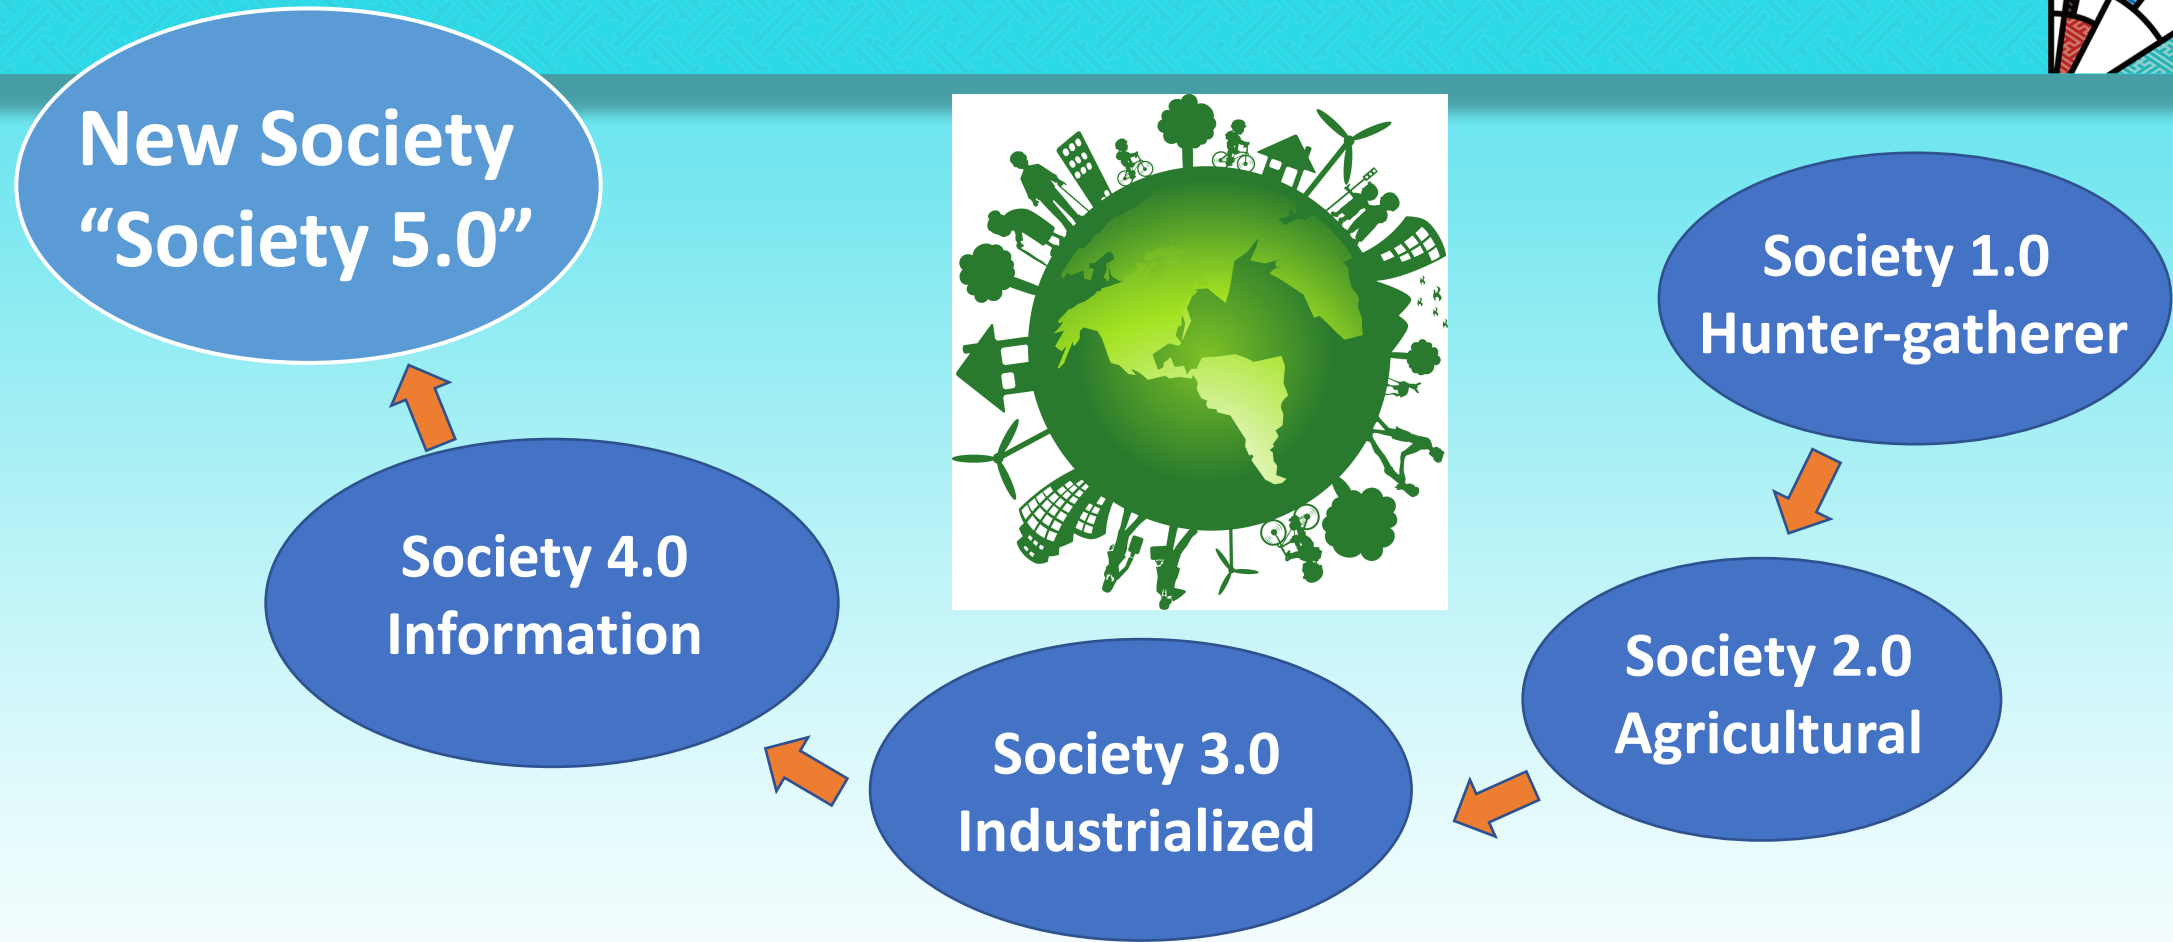 New Society
“Society 5.0”
Society 1.0
Hunter-gatherer
Society 4.0
Information
Society 2.0
Agricultural
Society 3.0
Industrialized